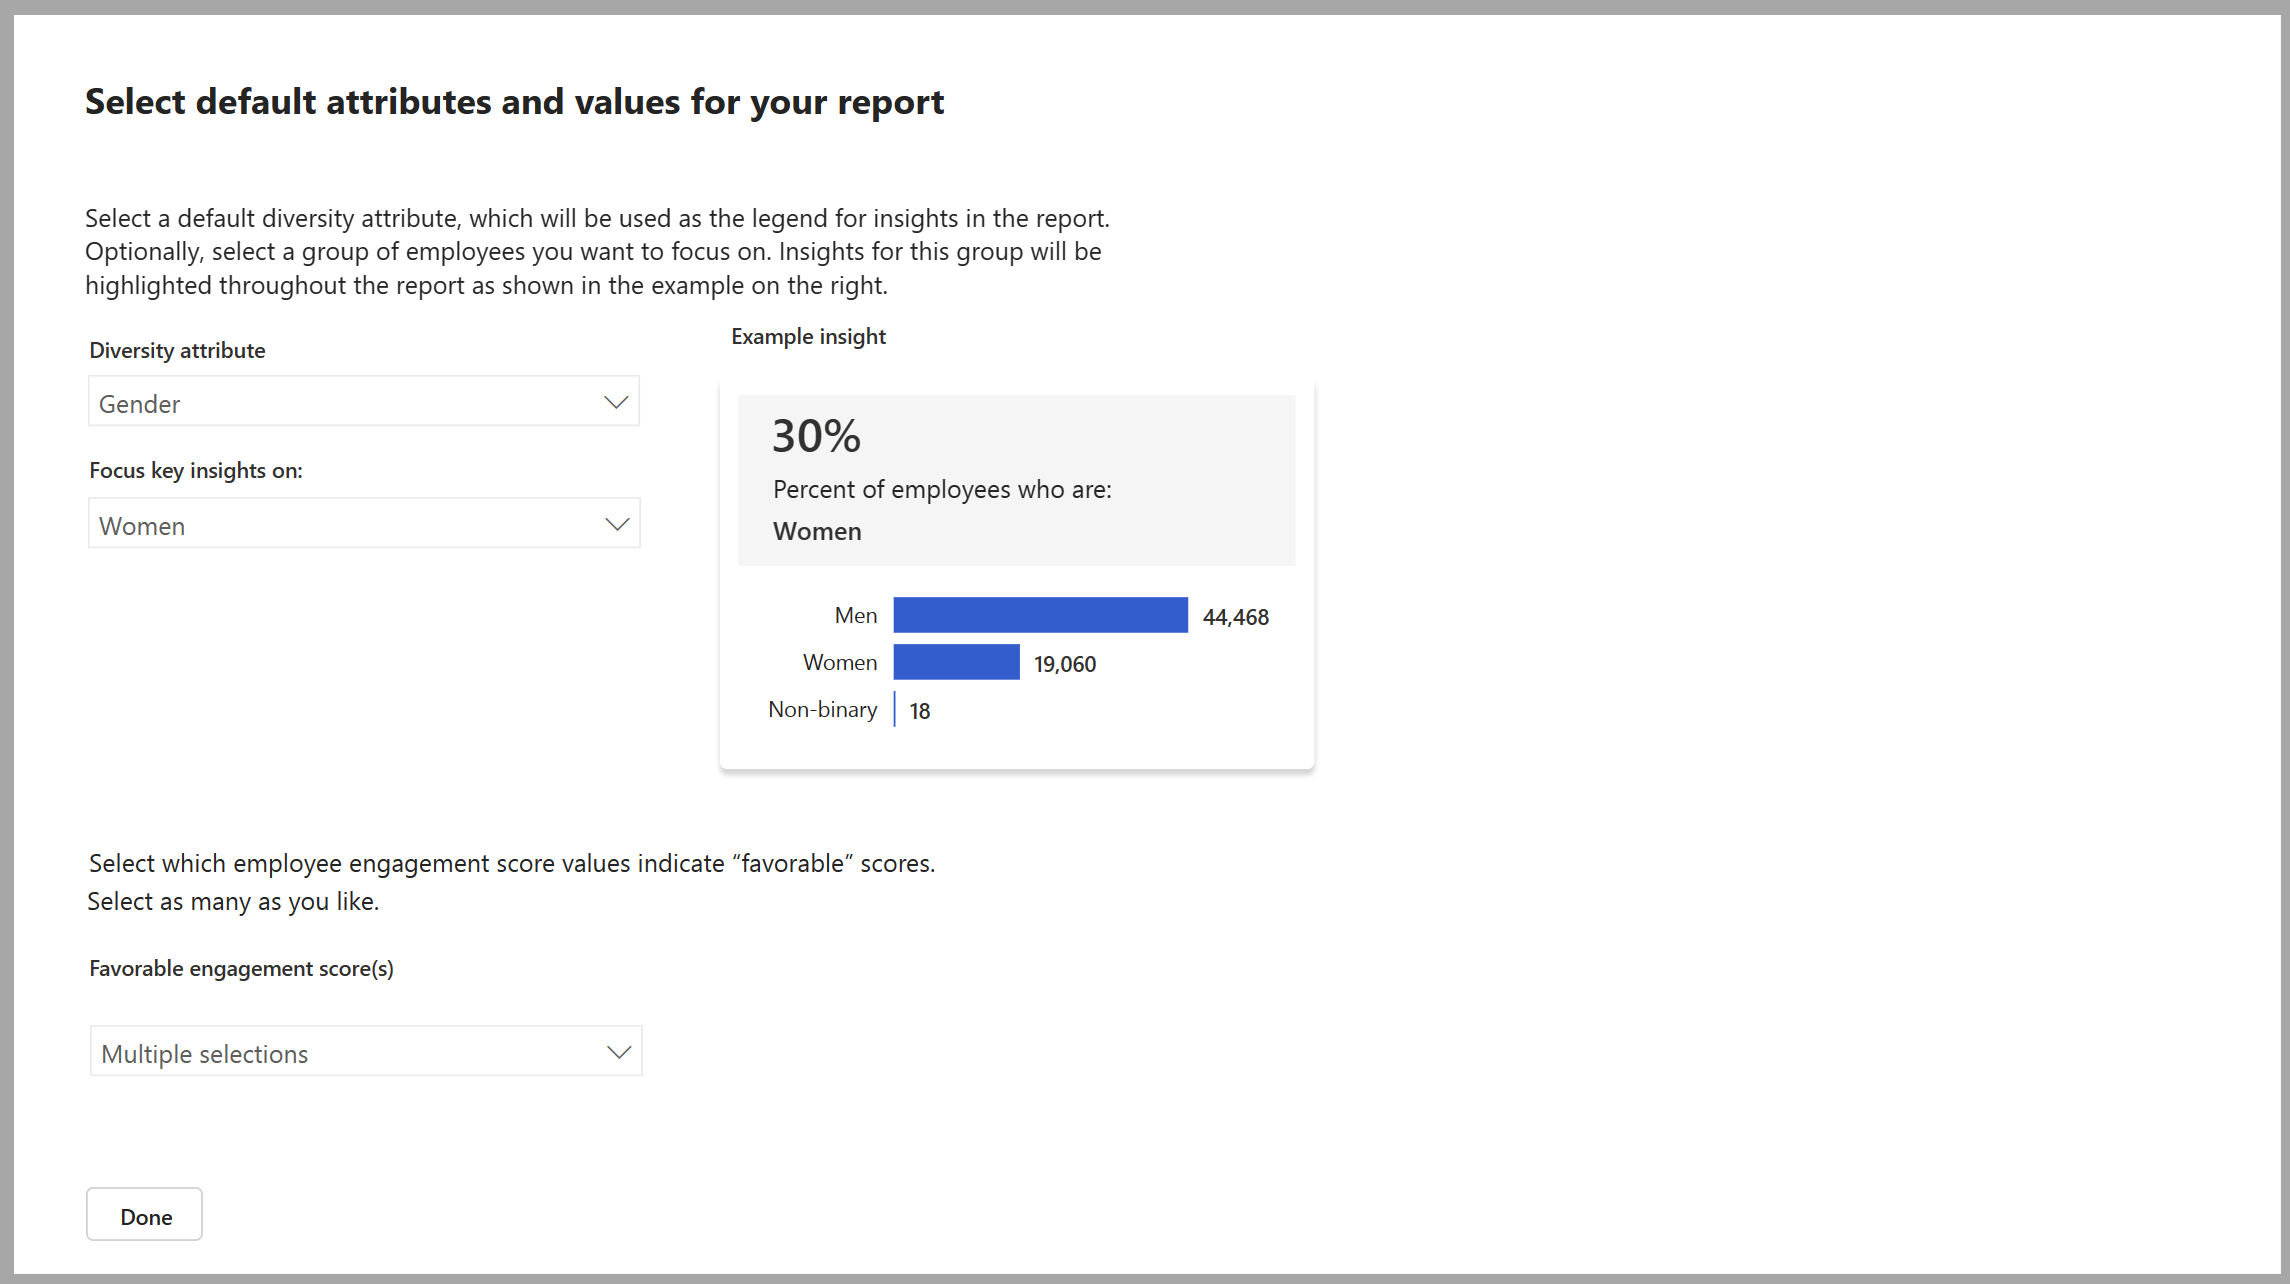 Select default attributes and values for your report
Select a default diversity attribute, which will be used as the legend for insights in the report.
Optionally, select a group of employees you want to focus on. Insights for this group will be
highlighted throughout the report as shown in the example on the right.
Diversity attribute
Gender
Focus key insights on:
Women
Example insight
30%
Percent of employees who are:
Women
Men 44,468
Women 19,060
Non-binary 18
Select which employee engagement score values indicate “favorable” scores.
Select as many as you like.
Favorable engagement score(s)
Multiple selections
Done